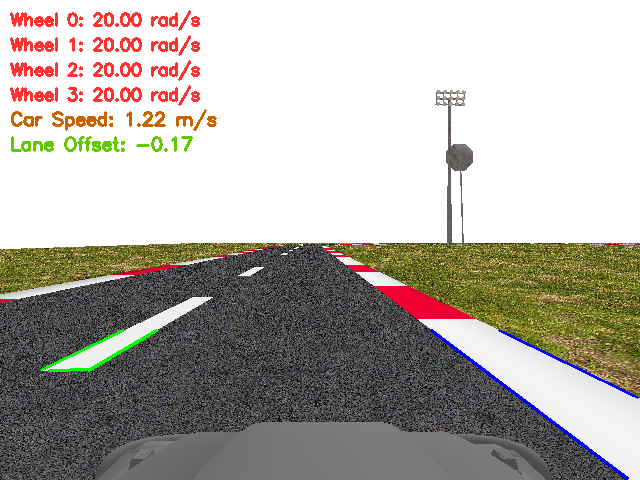 Wheel 0: 20.00 rad/s
Wheel 1: 20.00 rad/s
Wheel 2: 20.00 rad/s
Wheel 3: 20.00 rad/s
Car Speed: 1.22 m/s
Lane Offset: -0.17